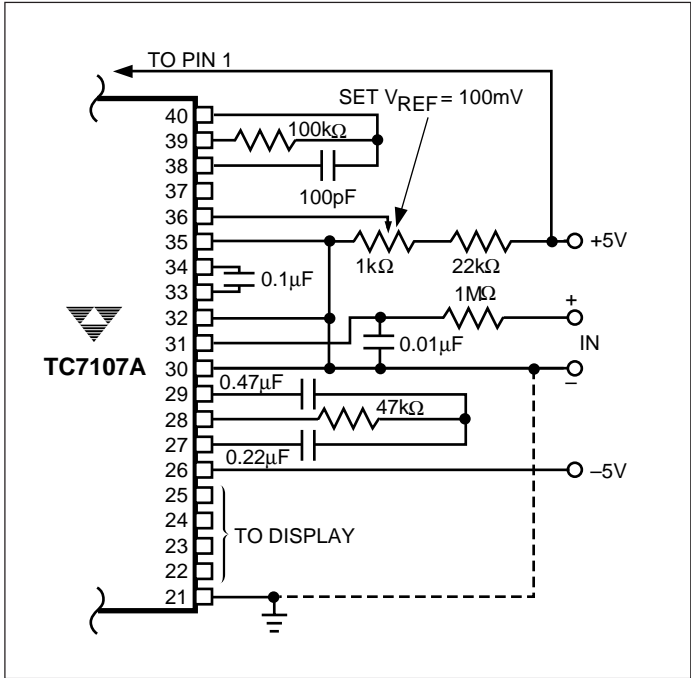 TO PIN 1
SET VREF = 100mV
40
39
100kΩ
38
100pF
37
36
35
+5V
1kΩ
22kΩ
34
0.1µF
33
1MΩ
32
+
31
0.01µF
IN
TC7107A
30
–
29
0.47µF
47kΩ
28
27
0.22µF
26
–5V
25
24
TO DISPLAY
23
22
21